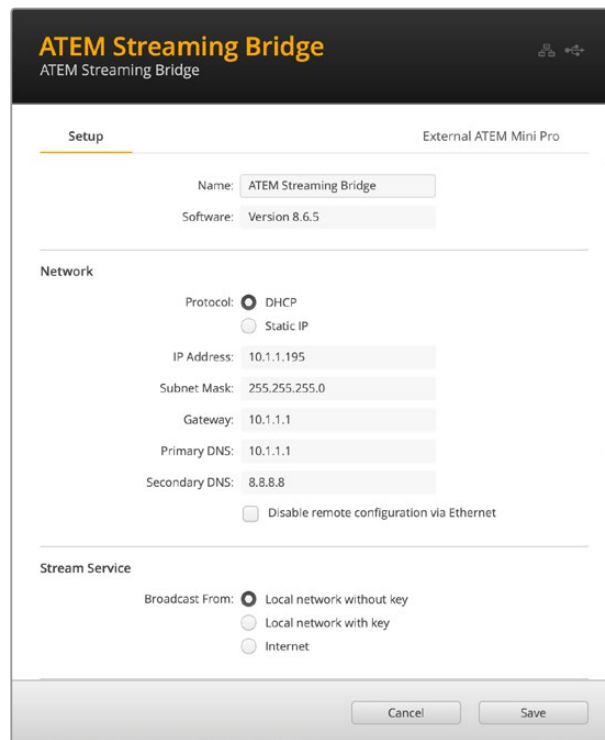 ATEM Streaming Bridge
ATEM Streaming Bridge
Setup
External ATEM Mini Pro
Name: ATEM Streaming Bridge
Software: Version 8.6.5
Network
Protocol: DHCP
Static IP
IP Address: 10.1.1.195
Subnet Mask: 255.255.255.0
Gateway: 10.1.1.1
Primary DNS: 10.1.1.1
Secondary DNS: 8.8.8.8
Disable remote configuration via Ethernet
Stream Service
Broadcast From: Local network without key
Local network with key
Internet
Cancel
Save